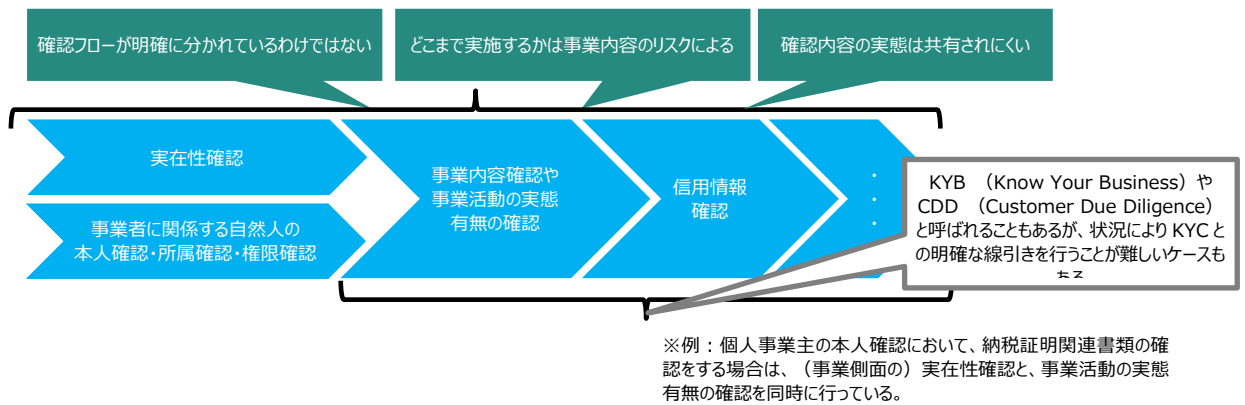 確認フローが明確に分かれているわけではない
どこまで実施するかは事業内容のリスクによる
確認内容の実態は共有されにくい
実在性確認
事業者に関係する自然人の
本人確認・所属確認・権限確認
事業内容確認や
事業活動の実態
有無の確認
信用情報
確認
・
・
・
KYB （Know Your Business）や
CDD （Customer Due Diligence）
と呼ばれることもあるが、状況により KYC と
の明確な線引きを行うことが難しいケースも
ある
※例：個人事業主の本人確認において、納税証明関連書類の確
認をする場合は、（事業側面の）実在性確認と、事業活動の実態
有無の確認を同時に行っている。